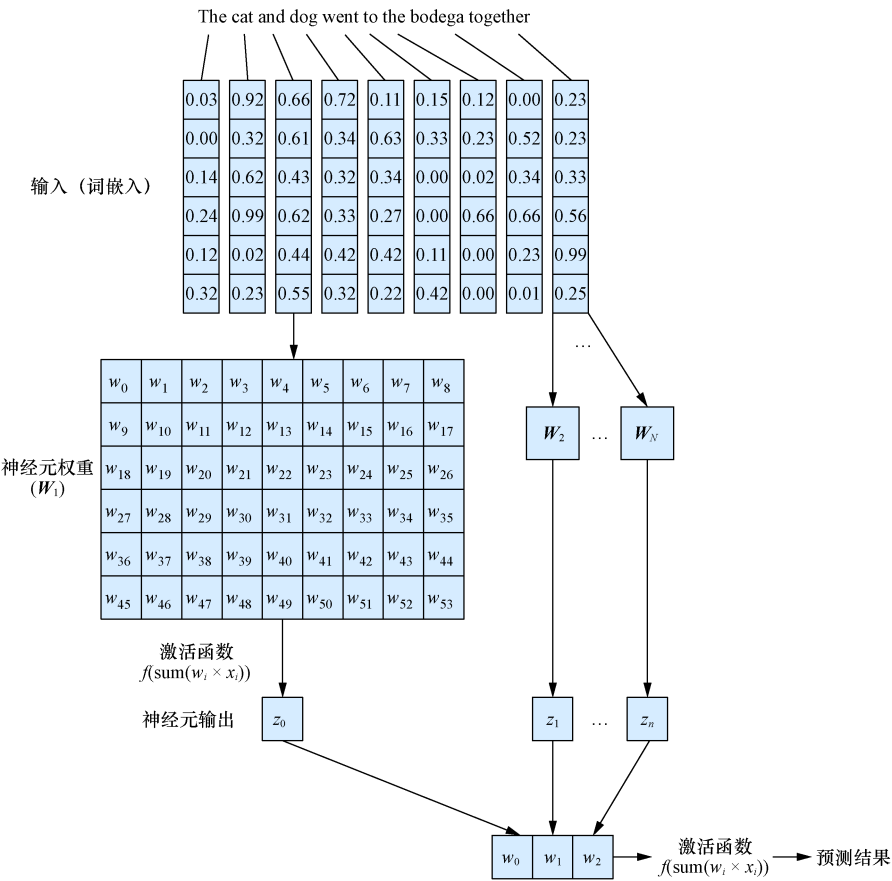 The cat and dog went to the bodega together
0.03 0.92 0.66 0.72 0.11 0.15 0.12 0.00 0.23
0.00 0.32 0.61 0.34 0.63 0.33 0.23 0.52 0.23
输入（词嵌入）
0.14 0.62 0.43 0.32 0.34 0.00 0.02 0.34 0.33
0.24 0.99 0.62 0.33 0.27 0.00 0.66 0.66 0.56
0.12 0.02 0.44 0.42 0.42 0.11 0.00 0.23 0.99
0.32 0.23 0.55 0.32 0.22 0.42 0.00 0.01 0.25
…
w0 w1 w2 w3 w4 w5 w6 w7 w8
w9 w10 w11 w12 w13 w14 w15 w16 w17
W2 … WN
神经元权重
(W1)
w18 w19 w20 w21 w22 w23 w24 w25 w26
w27 w28 w29 w30 w31 w32 w33 w34 w35
w36 w37 w38 w39 w40 w41 w42 w43 w44
w45 w46 w47 w48 w49 w50 w51 w52 w53
激活函数
f(sum(wi × xi))
神经元输出
z0 z1 … zn
w0 w1 w2
激活函数
f(sum(wi × xi))
预测结果